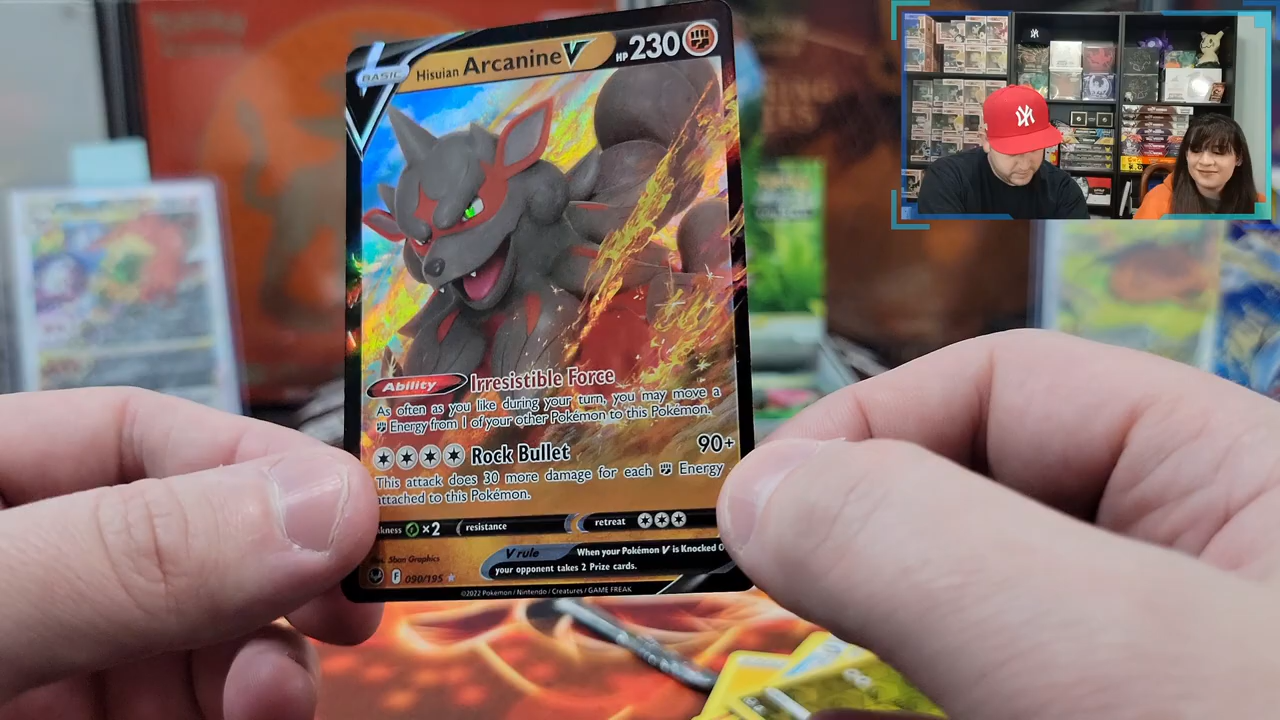 BASIC
Hisuian Arcanine V HP 230
Ability Irresistible Force
As often as you like during your turn, you may move a
Energy from 1 of your other Pokémon to this Pokémon.
Rock Bullet 90+
This attack does 30 more damage for each Energy
attached to this Pokémon.
kness ×2 resistance retreat
V rule When your Pokémon V is Knocked O
your opponent takes 2 Prize cards.
5ban Graphics
F 090/195
©2022 Pokémon / Nintendo / Creatures / GAME FREAK
NY